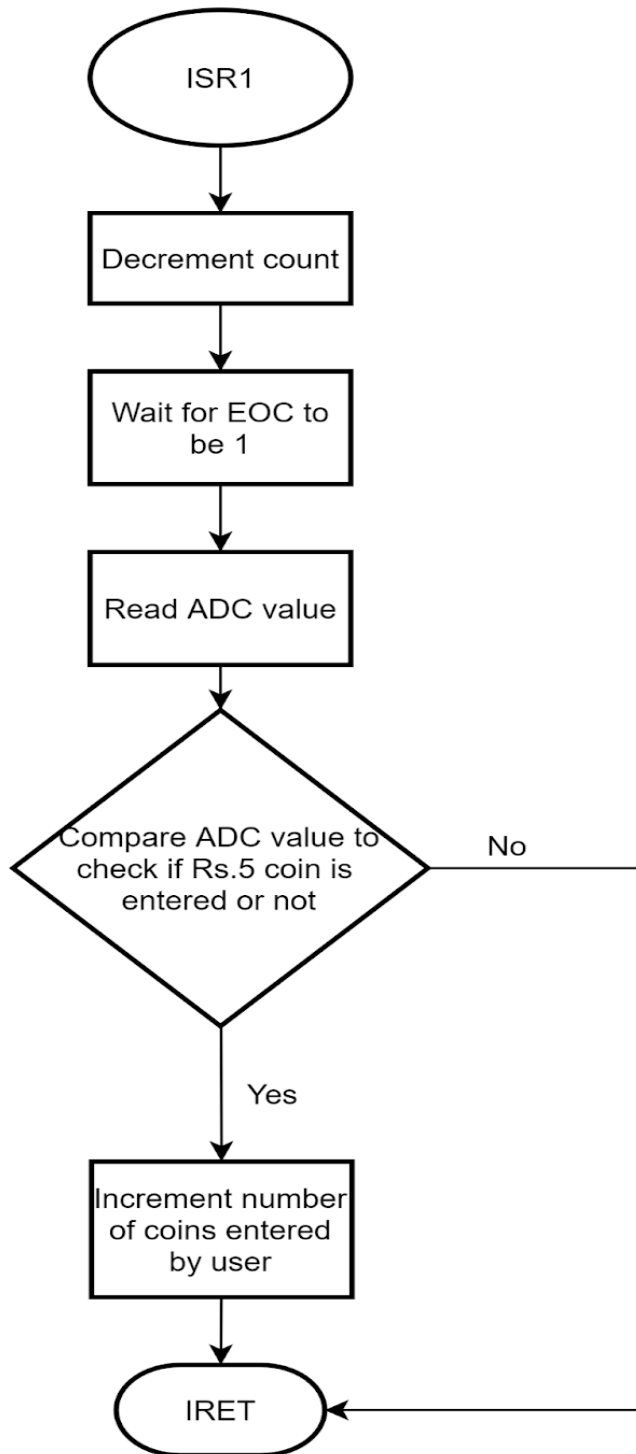 ISR1
Decrement count
Wait for EOC to
be 1
Read ADC value
Compare ADC value to
check if Rs.5 coin is
entered or not
No
Yes
Increment number
of coins entered
by user
IRET